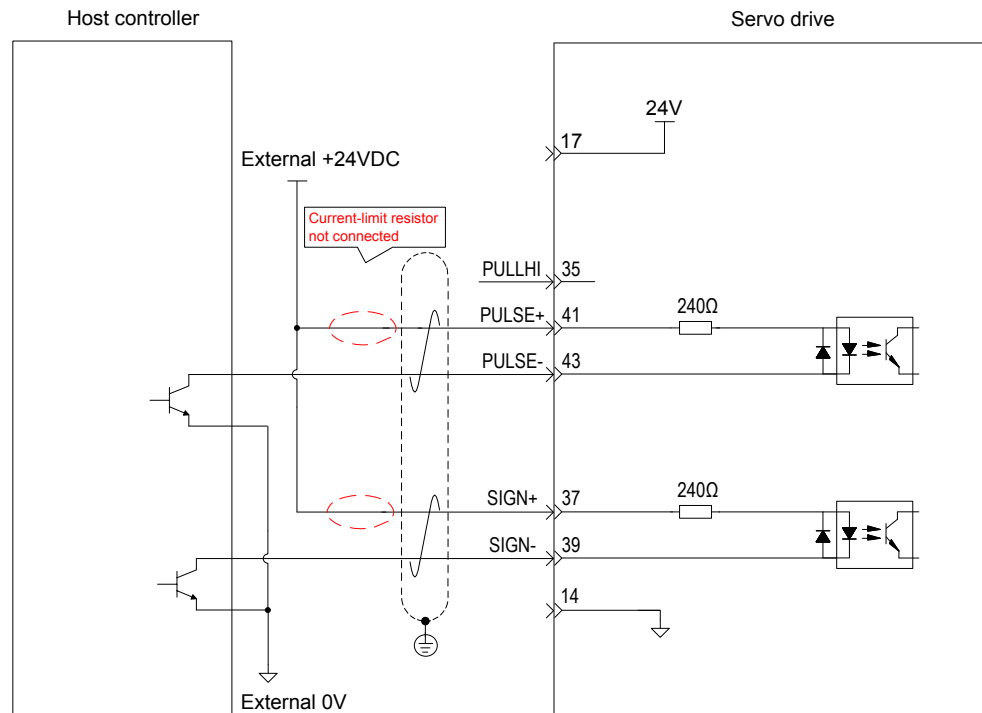 Host controller
Servo drive
24V
17
External +24VDC
Current-limit resistor
not connected
PULLHI
35
PULSE+
41
240Ω
PULSE-
43
SIGN+
37
240Ω
SIGN-
39
14
External 0V